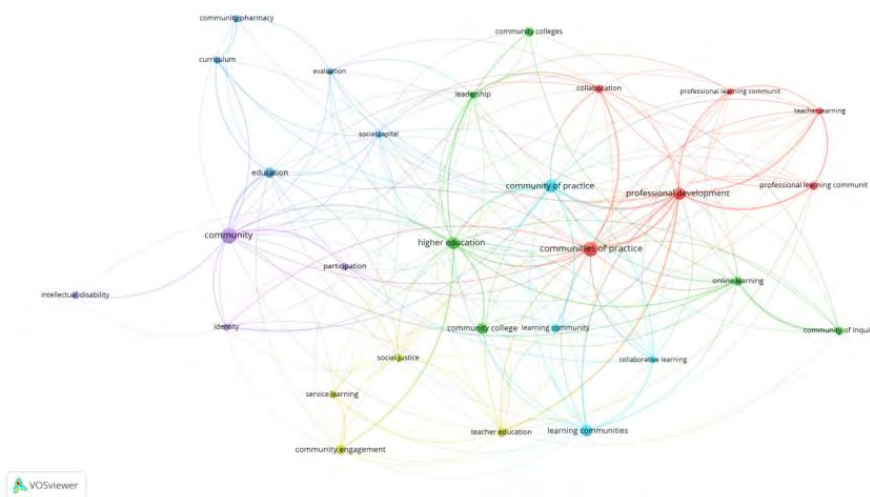 community pharmacy
community colleges
curriculum
evaluation
leadership
collaboration
professional learning communit
teacher learning
social capital
education
community of practice
professional development
professional learning communit
community
higher education
communities of practice
participation
online learning
intellectual disability
identity
community college
learning community
community of inqui
social justice
collaborative learning
service learning
teacher education
learning communities
community engagement
VOSviewer